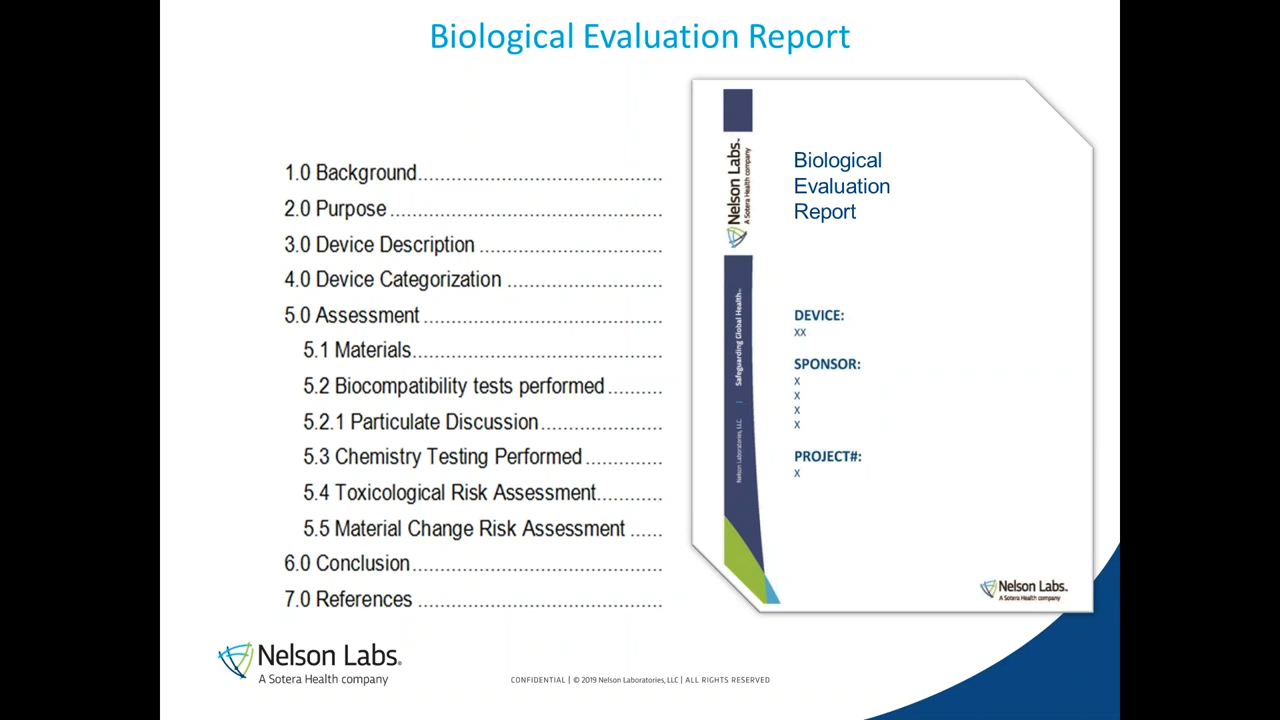 Biological Evaluation Report
1.0 Background............................................
2.0 Purpose.................................................
3.0 Device Description.................................
4.0 Device Categorization............................
5.0 Assessment...........................................
5.1 Materials.............................................
5.2 Biocompatibility tests performed..........
5.2.1 Particulate Discussion......................
5.3 Chemistry Testing Performed..............
5.4 Toxicological Risk Assessment............
5.5 Material Change Risk Assessment ......
6.0 Conclusion.............................................
7.0 References ............................................
Nelson Labs.
A Sotera Health company
Safeguarding Global Health.
Nelson Laboratories, LLC
Biological
Evaluation
Report
DEVICE:
XX
SPONSOR:
X
X
X
X
PROJECT#:
X
Nelson Labs.
A Sotera Health company
Nelson Labs.
A Sotera Health company
CONFIDENTIAL | © 2019 Nelson Laboratories, LLC | ALL RIGHTS RESERVED